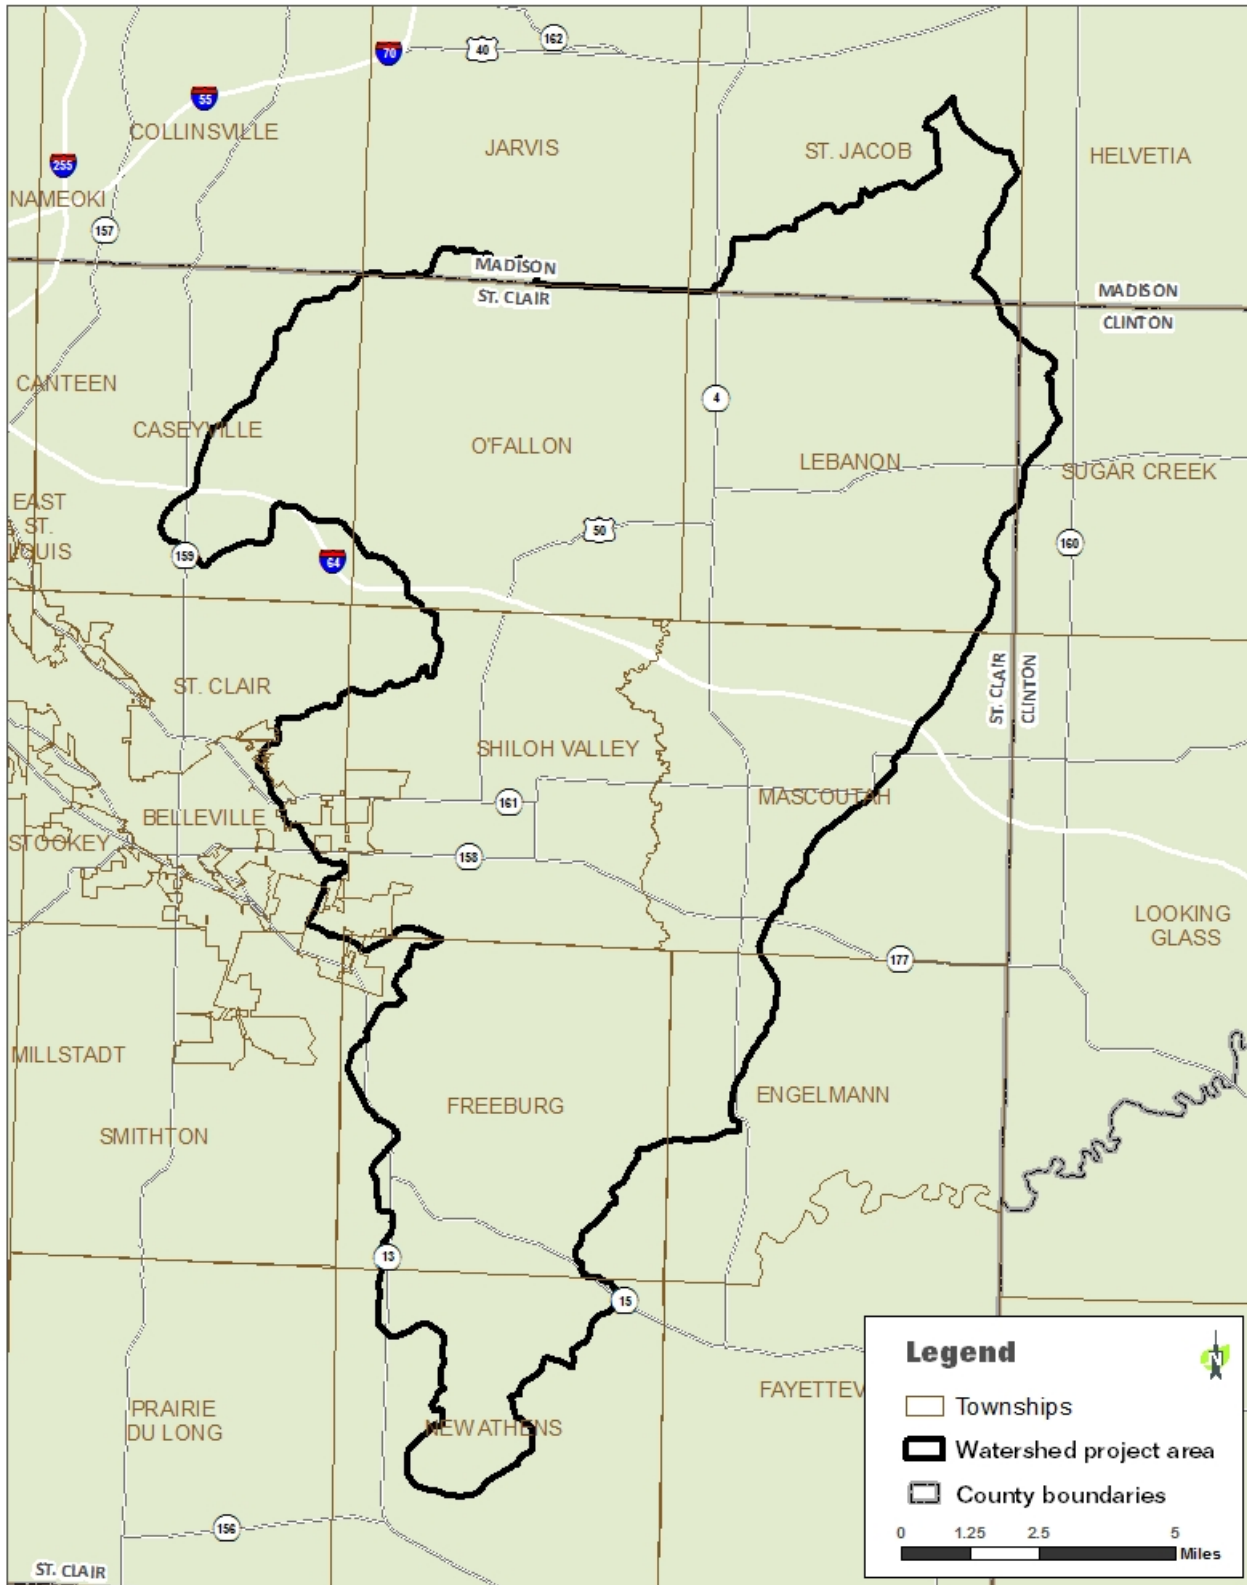 162
70
40
55
COLLINSVILLE
JARVIS
ST. JACOB
HELVETIA
255
NAMEOKI
157
MADISON
ST. CLAIR
MADISON
CLINTON
CANTEEN
4
CASEYVILLE
O'FALLON
LEBANON
SUGAR CREEK
EAST
ST.
LOUIS
50
159
64
160
ST. CLAIR
ST. CLAIR
CLINTON
SHILOH VALLEY
161
MASCOUTAH
BELLEVILLE
STOOKEY
158
LOOKING
GLASS
177
MILLSTADT
FREEBURG
ENGELMANN
SMITHTON
13
15
FAYETTEV
PRAIRIE
DU LONG
NEW ATHENS
156
ST. CLAIR
Legend
N
Townships
Watershed project area
County boundaries
0 1.25 2.5 5
Miles